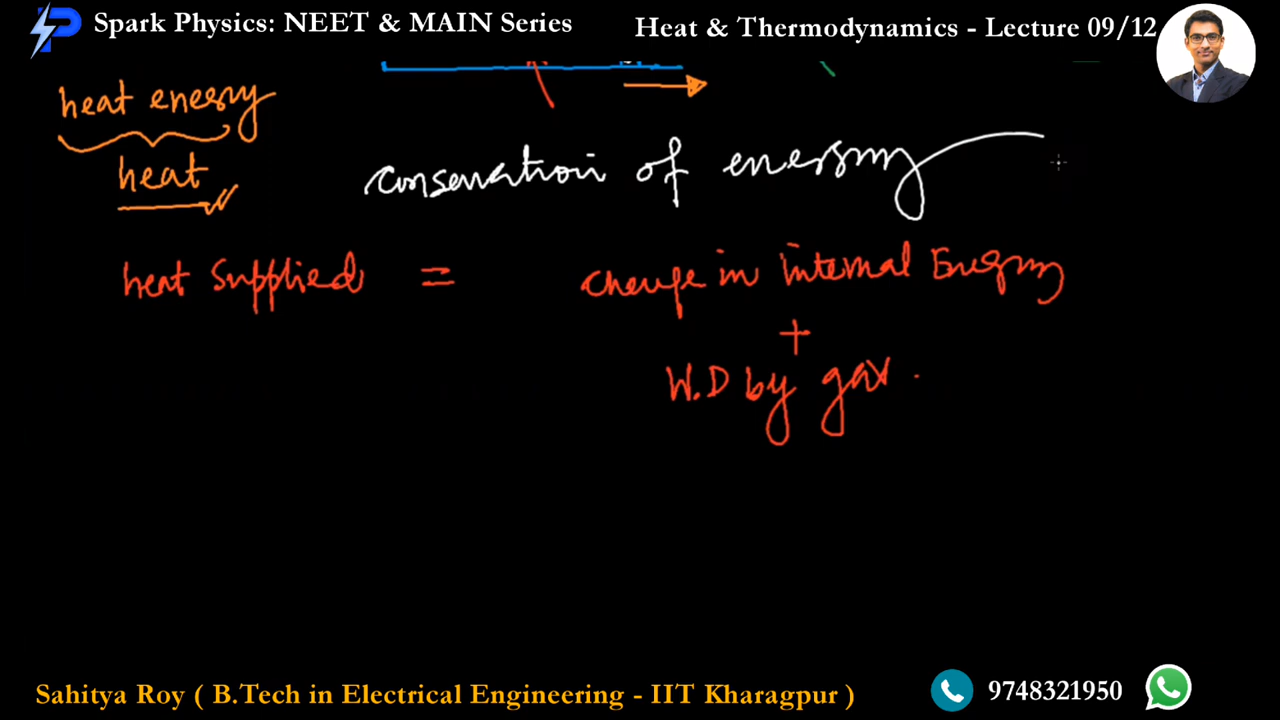 Spark Physics: NEET & MAIN Series
Heat & Thermodynamics - Lecture 09/12
heat energy
heat
conservation of energy
heat supplied = change in internal Energy
+
W.D by gas.
Sahitya Roy ( B.Tech in Electrical Engineering - IIT Kharagpur )
9748321950